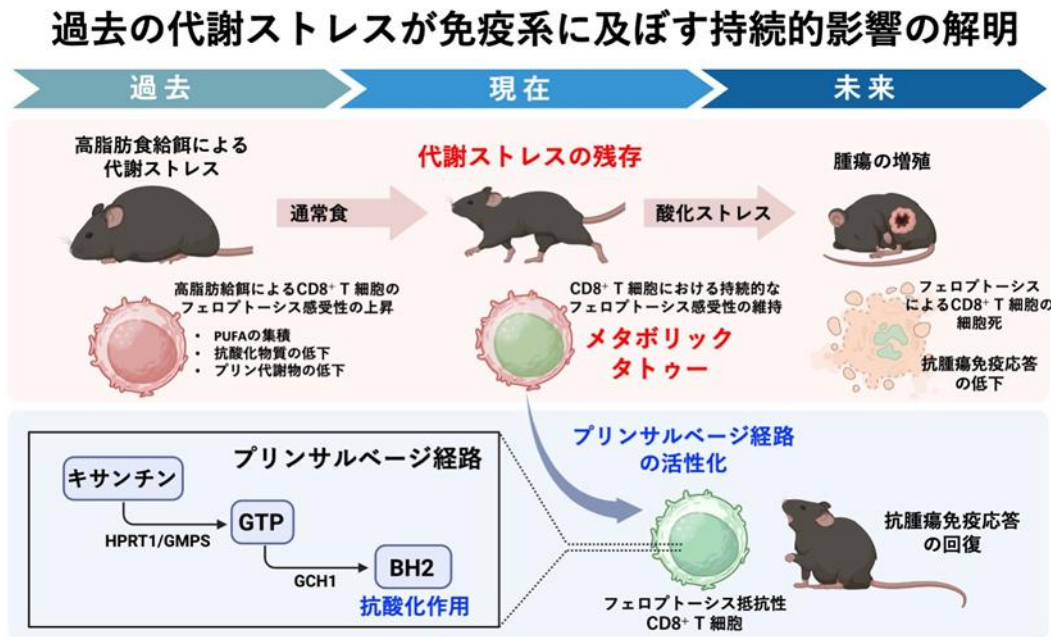 過去の代謝ストレスが免疫系に及ぼす持続的影響の解明
過去
現在
未来
高脂肪食給餌による
代謝ストレス
通常食
代謝ストレスの残存
酸化ストレス
腫瘍の増殖
高脂肪給餌によるCD8⁺ T 細胞の
フェロプトーシス感受性の上昇
• PUFAの集積
• 抗酸化物質の低下
• プリン代謝物の低下
CD8⁺ T 細胞における持続的な
フェロプトーシス感受性の維持
メタボリック
タトゥー
フェロプトーシス
によるCD8⁺ T 細胞の
細胞死
抗腫瘍免疫応答
の低下
プリンサルベージ経路
キサンチン
HPRT1/GMPS
GTP
GCH1
BH2
抗酸化作用
プリンサルベージ経路
の活性化
フェロプトーシス抵抗性
CD8⁺ T 細胞
抗腫瘍免疫応答
の回復